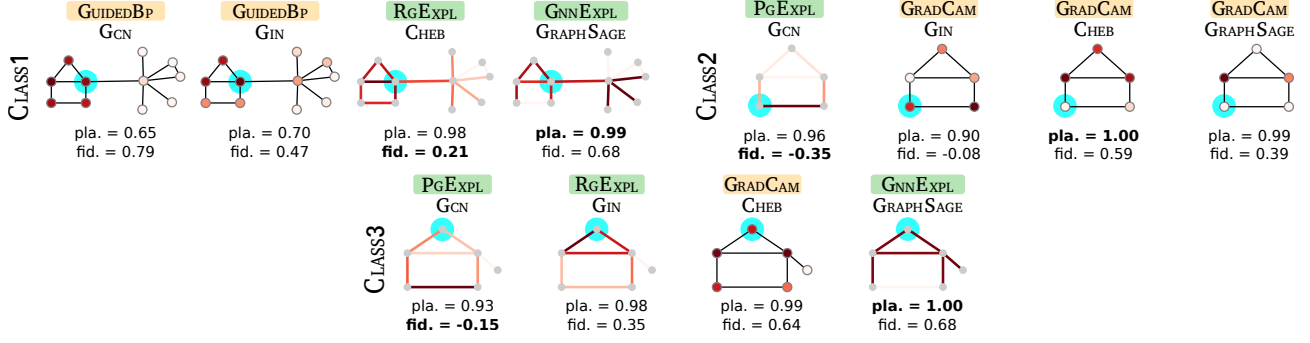 CLASS1
GUIDEDBP
GCN
pla. = 0.65
fid. = 0.79
GUIDEDBP
GIN
pla. = 0.70
fid. = 0.47
RGEXPL
CHEB
pla. = 0.98
fid. = 0.21
GNNEXPL
GRAPHSAGE
pla. = 0.99
fid. = 0.68
CLASS2
PGEXPL
GCN
pla. = 0.96
fid. = -0.35
GRADCAM
GIN
pla. = 0.90
fid. = -0.08
GRADCAM
CHEB
pla. = 1.00
fid. = 0.59
GRADCAM
GRAPHSAGE
pla. = 0.99
fid. = 0.39
CLASS3
PGEXPL
GCN
pla. = 0.93
fid. = -0.15
RGEXPL
GIN
pla. = 0.98
fid. = 0.35
GRADCAM
CHEB
pla. = 0.99
fid. = 0.64
GNNEXPL
GRAPHSAGE
pla. = 1.00
fid. = 0.68